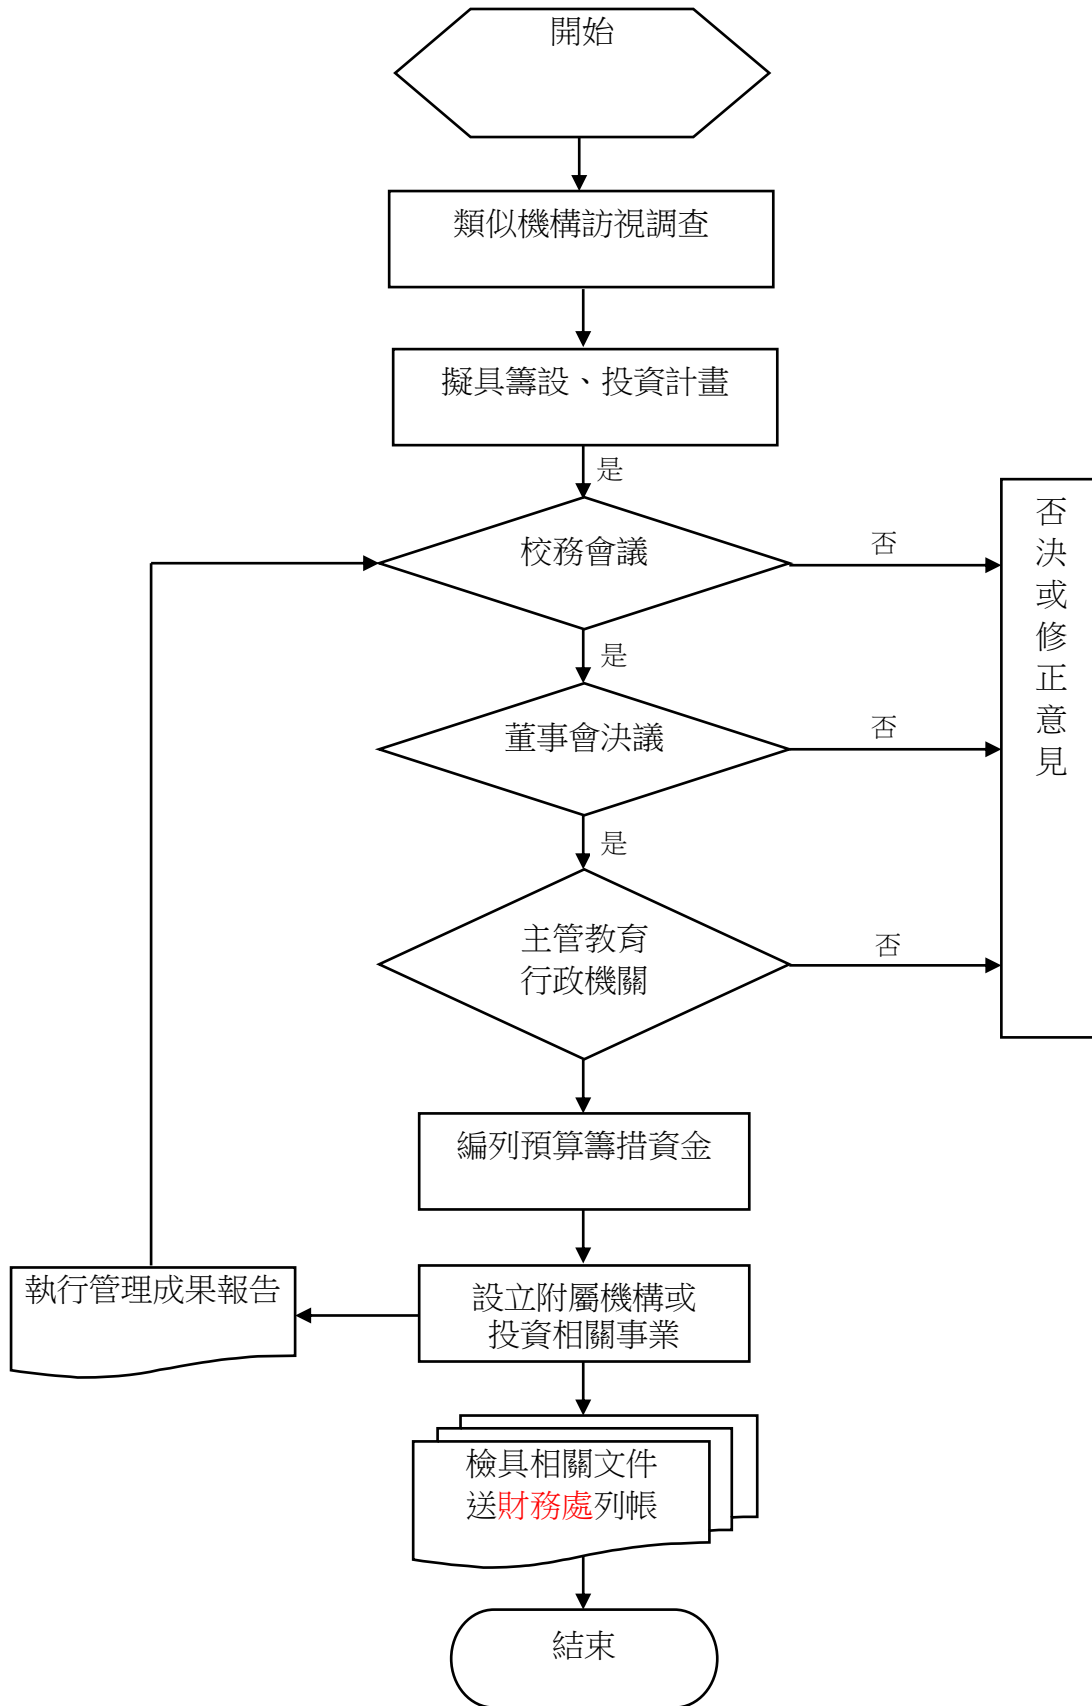 開始
類似機構訪視調查
擬具籌設、投資計畫
是
校務會議
否
否決或修正意見
是
董事會決議
否
是
主管教育
行政機關
否
編列預算籌措資金
執行管理成果報告
設立附屬機構或
投資相關事業
檢具相關文件
送財務處列帳
結束